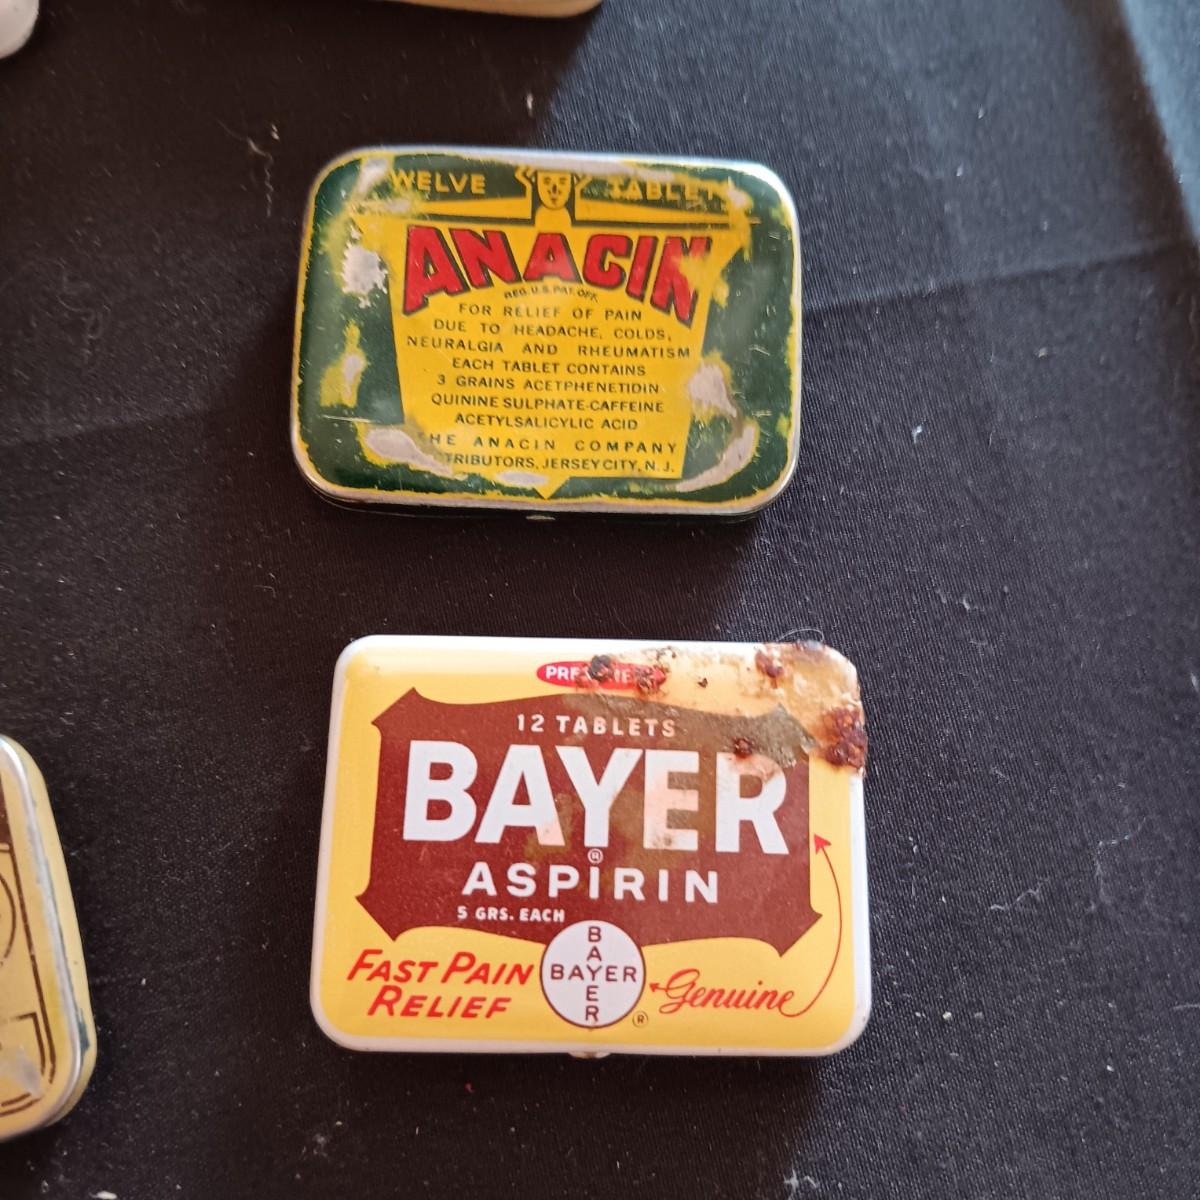 WELVE TABLET
ANACIN
REG. U.S. PAT. OFF.
FOR RELIEF OF PAIN
DUE TO HEADACHE, COLDS,
NEURALGIA AND RHEUMATISM
EACH TABLET CONTAINS
3 GRAINS ACETPHENETIDIN
QUININE SULPHATE-CAFFEINE
ACETYLSALICYLIC ACID
HE ANACIN COMPANY
TRIBUTORS, JERSEY CITY, N.J.
12 TABLETS
BAYER
®
ASPIRIN
5 GRS. EACH
FAST PAIN
RELIEF
BAYER
BAYER
®
Genuine